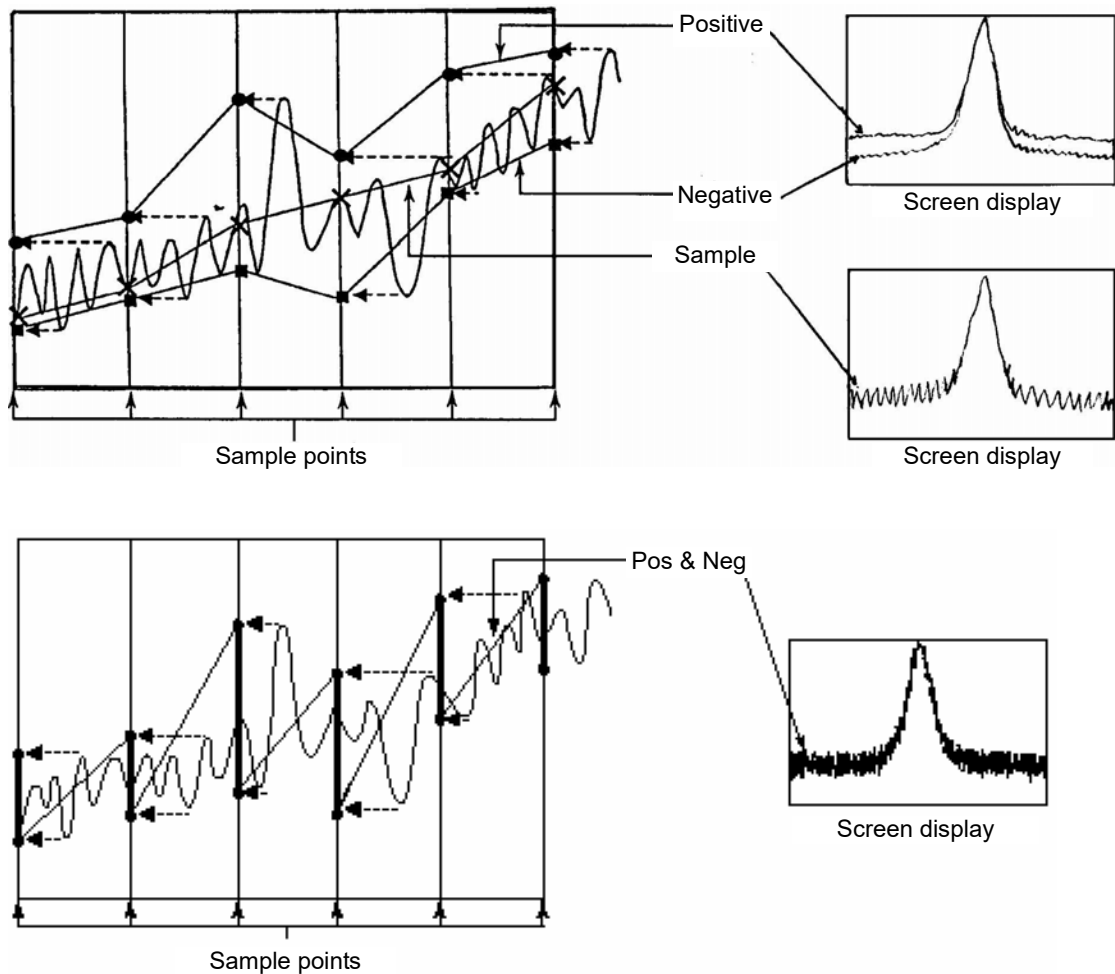 Positive
Negative
Screen display
Sample
Sample points
Screen display
Pos & Neg
Screen display
Sample points